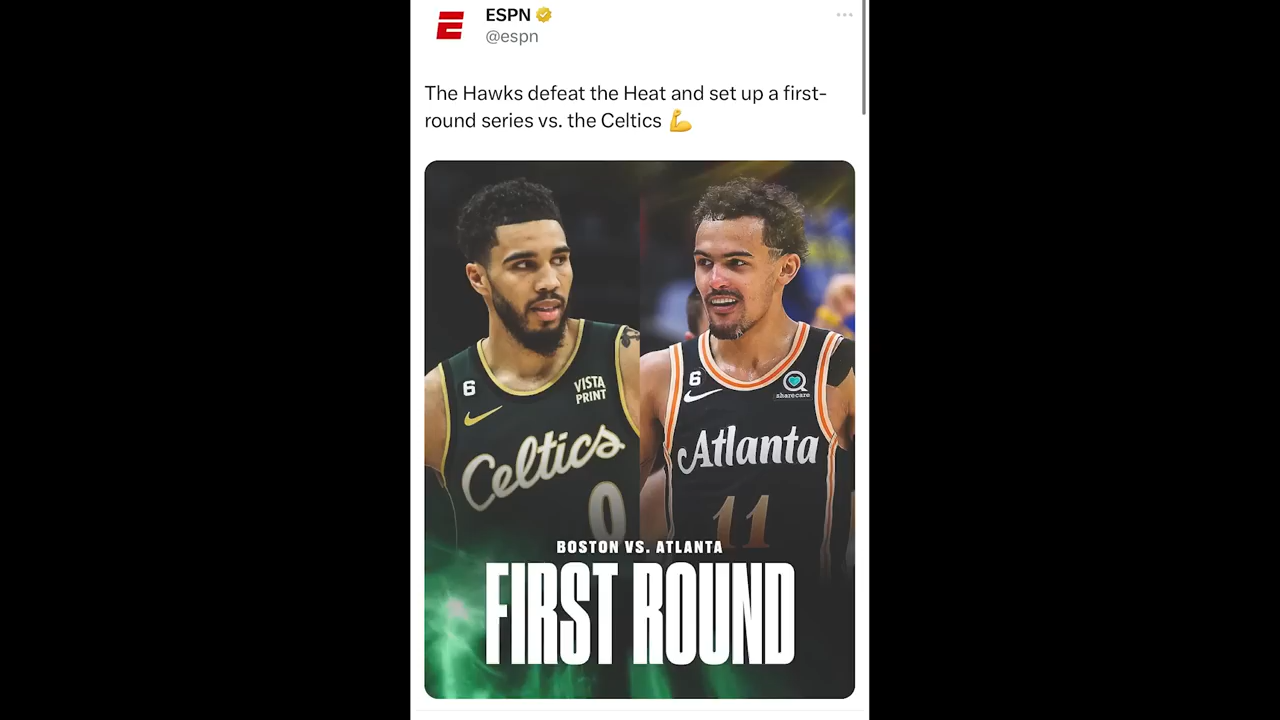 ESPN
@espn
The Hawks defeat the Heat and set up a first-
round series vs. the Celtics 💪
6
VISTA
PRINT
Celtics
0
6
sharecare
Atlanta
11
BOSTON VS. ATLANTA
FIRST ROUND